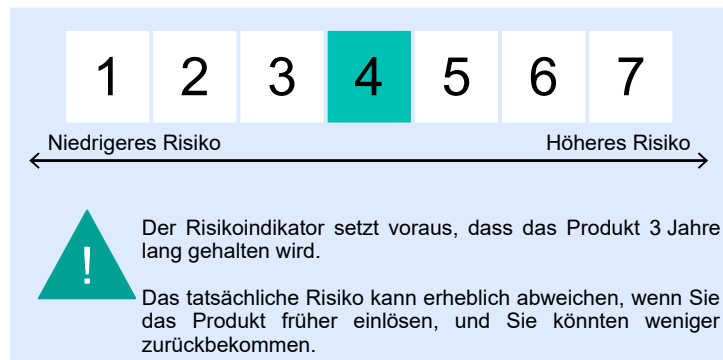 1 2 3 4 5 6 7
Niedrigeres Risiko Höheres Risiko
!
Der Risikoindikator setzt voraus, dass das Produkt 3 Jahre
lang gehalten wird.
Das tatsächliche Risiko kann erheblich abweichen, wenn Sie
das Produkt früher einlösen, und Sie könnten weniger
zurückbekommen.